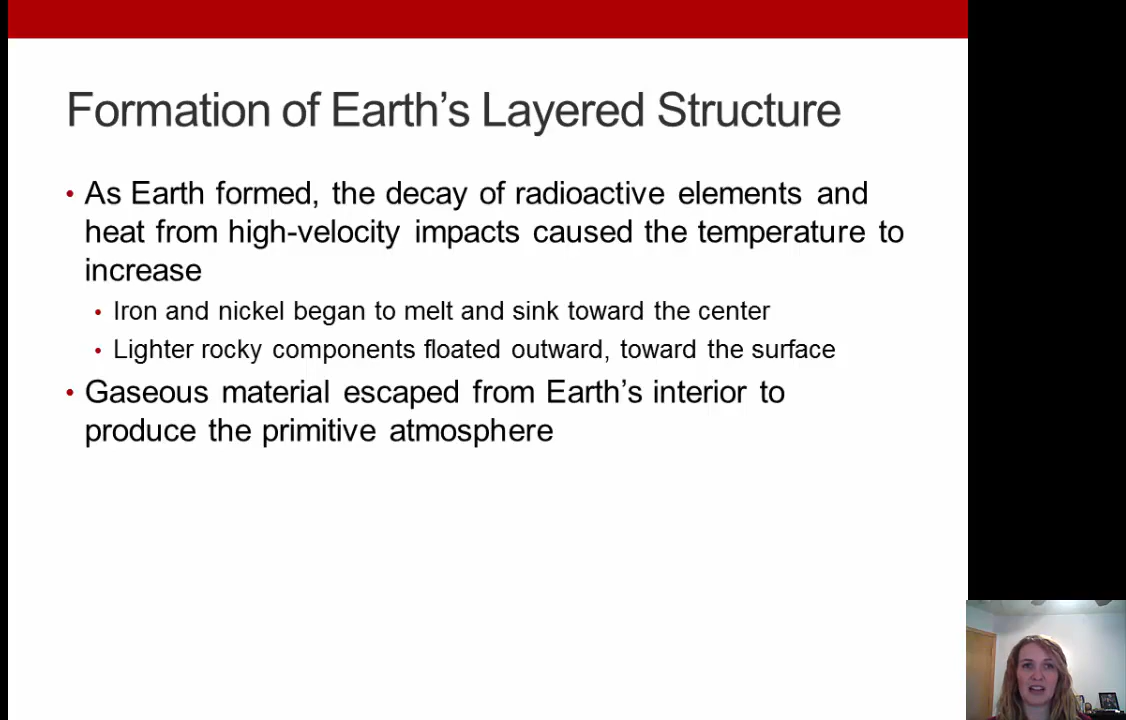 Formation of Earth's Layered Structure
• As Earth formed, the decay of radioactive elements and
heat from high-velocity impacts caused the temperature to
increase
• Iron and nickel began to melt and sink toward the center
• Lighter rocky components floated outward, toward the surface
• Gaseous material escaped from Earth's interior to
produce the primitive atmosphere